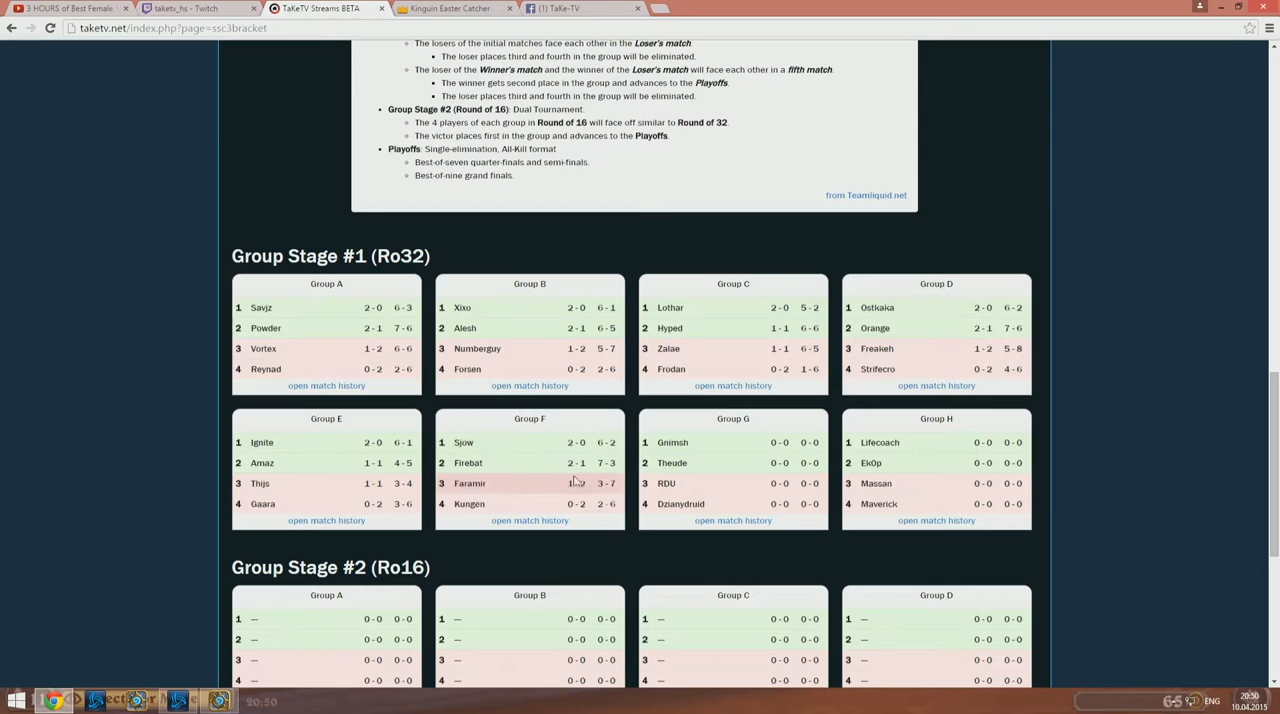 3 HOURS of Best Female
taketv_hs - Twitch
TaKeTV Streams BETA
Kinguin Easter Catcher
(1) TaKe-TV
taketv.net/index.php?page=ssc3bracket
The losers of the initial matches face each other in the Loser's match.
The loser places third and fourth in the group will be eliminated.
The loser of the Winner's match and the winner of the Loser's match will face each other in a fifth match.
The winner gets second place in the group and advances to the Playoffs.
The loser places third and fourth in the group will be eliminated.
Group Stage #2 (Round of 16): Dual Tournament.
The 4 players of each group in Round of 16 will face off similar to Round of 32.
The victor places first in the group and advances to the Playoffs.
Playoffs: Single-elimination, All-Kill format
Best-of-seven quarter-finals and semi-finals.
Best-of-nine grand finals.
from Teamliquid.net
Group Stage #1 (Ro32)
Group A
1 Savjz 2 - 0 6 - 3
2 Powder 2 - 1 7 - 6
3 Vortex 1 - 2 6 - 6
4 Reynad 0 - 2 2 - 6
open match history
Group B
1 Xixo 2 - 0 6 - 1
2 Alesh 2 - 1 6 - 5
3 Numberguy 1 - 2 5 - 7
4 Forsen 0 - 2 2 - 6
open match history
Group C
1 Lothar 2 - 0 5 - 2
2 Hyped 1 - 1 6 - 6
3 Zalae 1 - 1 6 - 5
4 Frodan 0 - 2 1 - 6
open match history
Group D
1 Ostkaka 2 - 0 6 - 2
2 Orange 2 - 1 7 - 6
3 Freakeh 1 - 2 5 - 8
4 Strifecro 0 - 2 4 - 6
open match history
Group E
1 Ignite 2 - 0 6 - 1
2 Amaz 1 - 1 4 - 5
3 Thijs 1 - 1 3 - 4
4 Gaara 0 - 2 3 - 6
open match history
Group F
1 Sjow 2 - 0 6 - 2
2 Firebat 2 - 1 7 - 3
3 Faramir 1 - 2 3 - 7
4 Kungen 0 - 2 2 - 6
open match history
Group G
1 Gnimsh 0 - 0 0 - 0
2 Theude 0 - 0 0 - 0
3 RDU 0 - 0 0 - 0
4 Dzianydruid 0 - 0 0 - 0
open match history
Group H
1 Lifecoach 0 - 0 0 - 0
2 Ek0p 0 - 0 0 - 0
3 Massan 0 - 0 0 - 0
4 Maverick 0 - 0 0 - 0
open match history
Group Stage #2 (Ro16)
Group A
1 -- 0 - 0 0 - 0
2 -- 0 - 0 0 - 0
3 -- 0 - 0 0 - 0
4 -- 0 - 0 0 - 0
Group B
1 -- 0 - 0 0 - 0
2 -- 0 - 0 0 - 0
3 -- 0 - 0 0 - 0
4 -- 0 - 0 0 - 0
Group C
1 -- 0 - 0 0 - 0
2 -- 0 - 0 0 - 0
3 -- 0 - 0 0 - 0
4 -- 0 - 0 0 - 0
Group D
1 -- 0 - 0 0 - 0
2 -- 0 - 0 0 - 0
3 -- 0 - 0 0 - 0
4 -- 0 - 0 0 - 0
20:50
65
ENG
20:50
10.04.2015